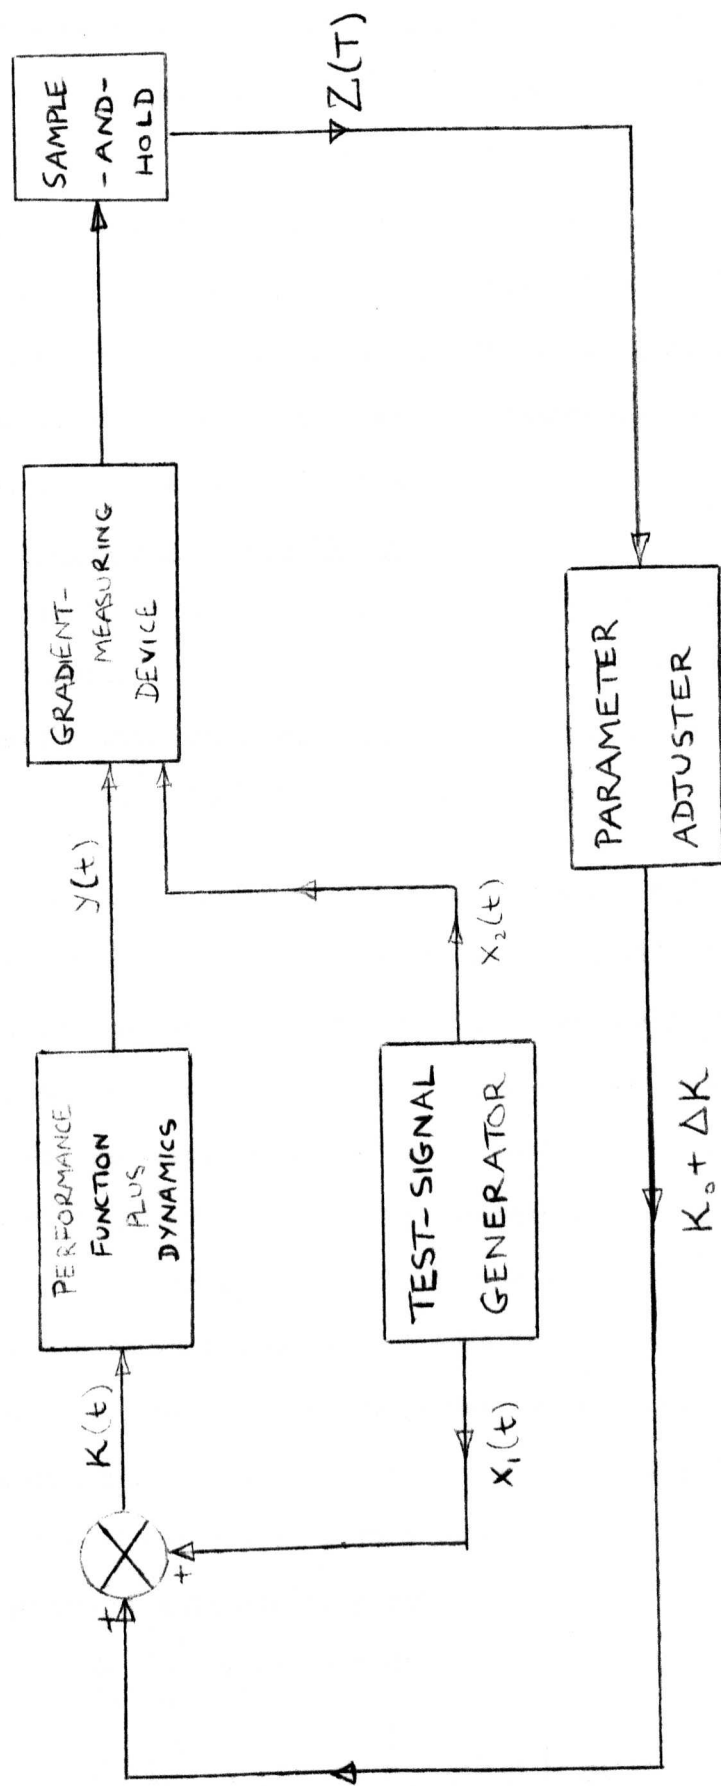 K(t)
PERFORMANCE
FUNCTION
PLUS
DYNAMICS
y(t)
GRADIENT-
MEASURING
DEVICE
SAMPLE
-AND-
HOLD
Z(T)
+
+
x₁(t)
TEST-SIGNAL
GENERATOR
x₂(t)
PARAMETER
ADJUSTER
K₀+ ΔK